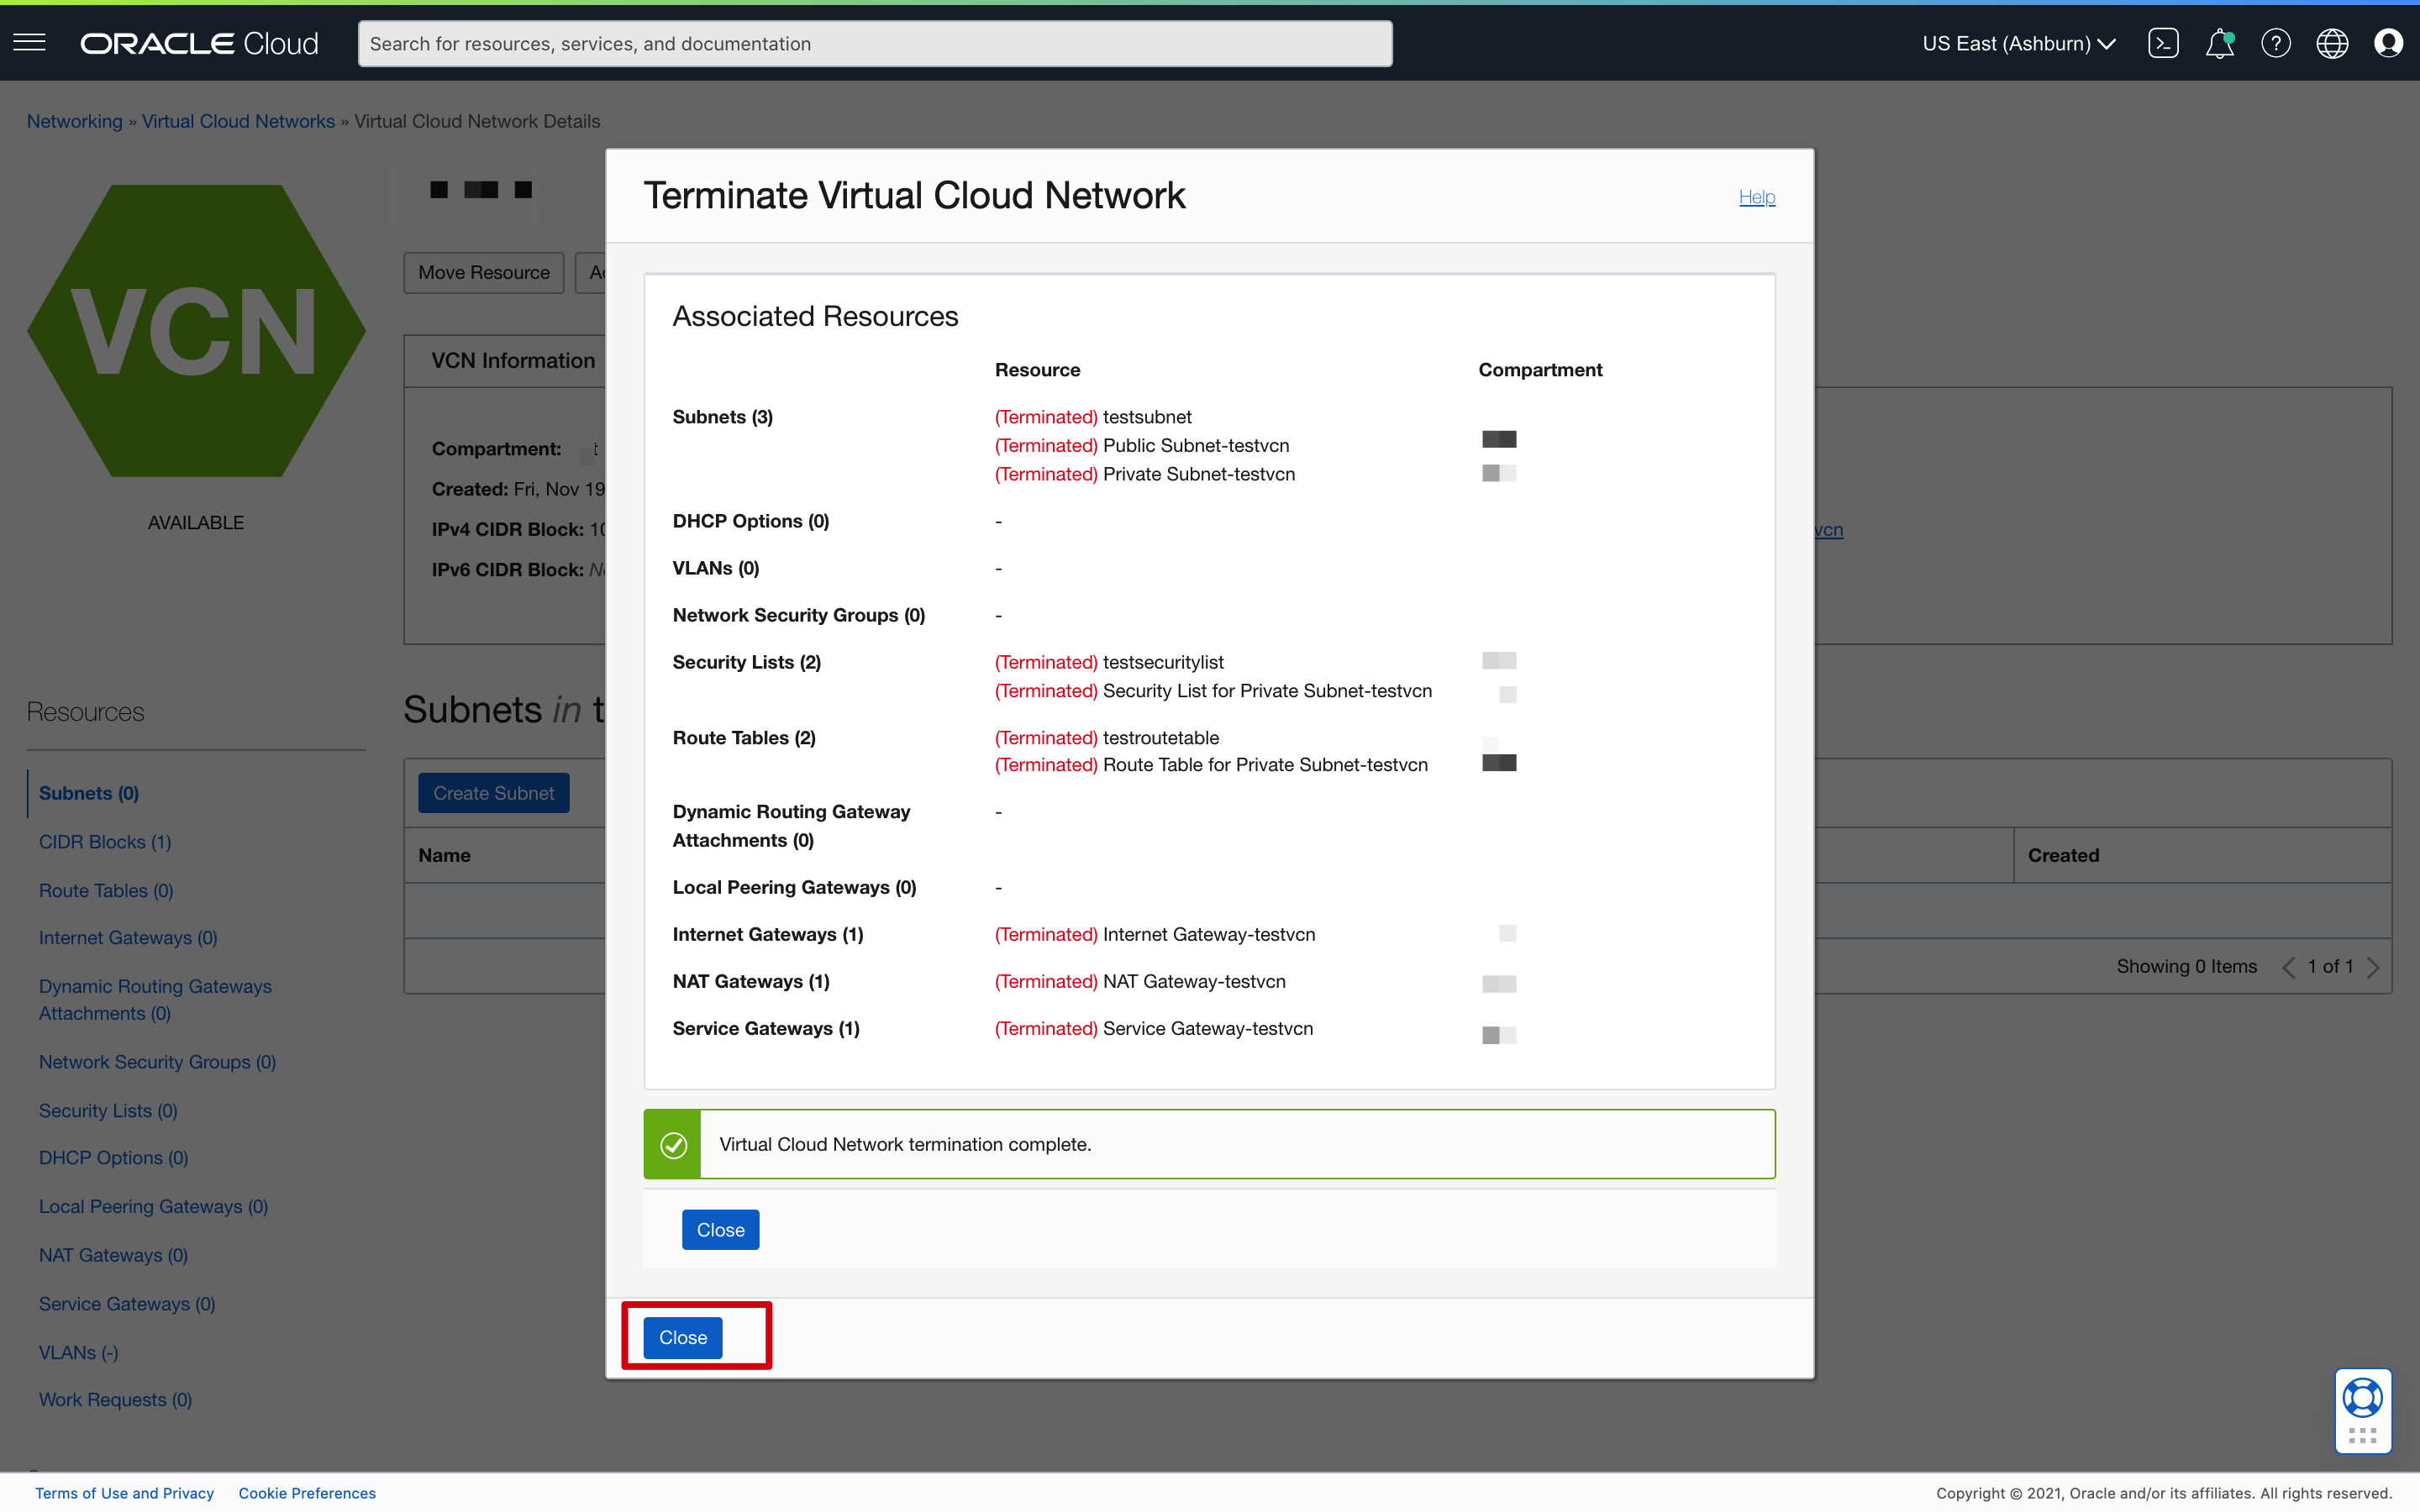 ORACLE Cloud
Search for resources, services, and documentation
US East (Ashburn)
Networking » Virtual Cloud Networks » Virtual Cloud Network Details
VCN
AVAILABLE
Move Resource
VCN Information
Compartment:
Created: Fri, Nov 19
IPv4 CIDR Block: 10
IPv6 CIDR Block:
vcn
Resources
Subnets (0)
CIDR Blocks (1)
Route Tables (0)
Internet Gateways (0)
Dynamic Routing Gateways
Attachments (0)
Network Security Groups (0)
Security Lists (0)
DHCP Options (0)
Local Peering Gateways (0)
NAT Gateways (0)
Service Gateways (0)
VLANs (-)
Work Requests (0)
Subnets in t
Create Subnet
Name
Created
Showing 0 Items
1 of 1
Terminate Virtual Cloud Network
Help
Associated Resources
Resource Compartment
Subnets (3) (Terminated) testsubnet
(Terminated) Public Subnet-testvcn
(Terminated) Private Subnet-testvcn
DHCP Options (0) -
VLANs (0) -
Network Security Groups (0) -
Security Lists (2) (Terminated) testsecuritylist
(Terminated) Security List for Private Subnet-testvcn
Route Tables (2) (Terminated) testroutetable
(Terminated) Route Table for Private Subnet-testvcn
Dynamic Routing Gateway -
Attachments (0)
Local Peering Gateways (0) -
Internet Gateways (1) (Terminated) Internet Gateway-testvcn
NAT Gateways (1) (Terminated) NAT Gateway-testvcn
Service Gateways (1) (Terminated) Service Gateway-testvcn
Virtual Cloud Network termination complete.
Close
Close
Terms of Use and Privacy
Cookie Preferences
Copyright © 2021, Oracle and/or its affiliates. All rights reserved.